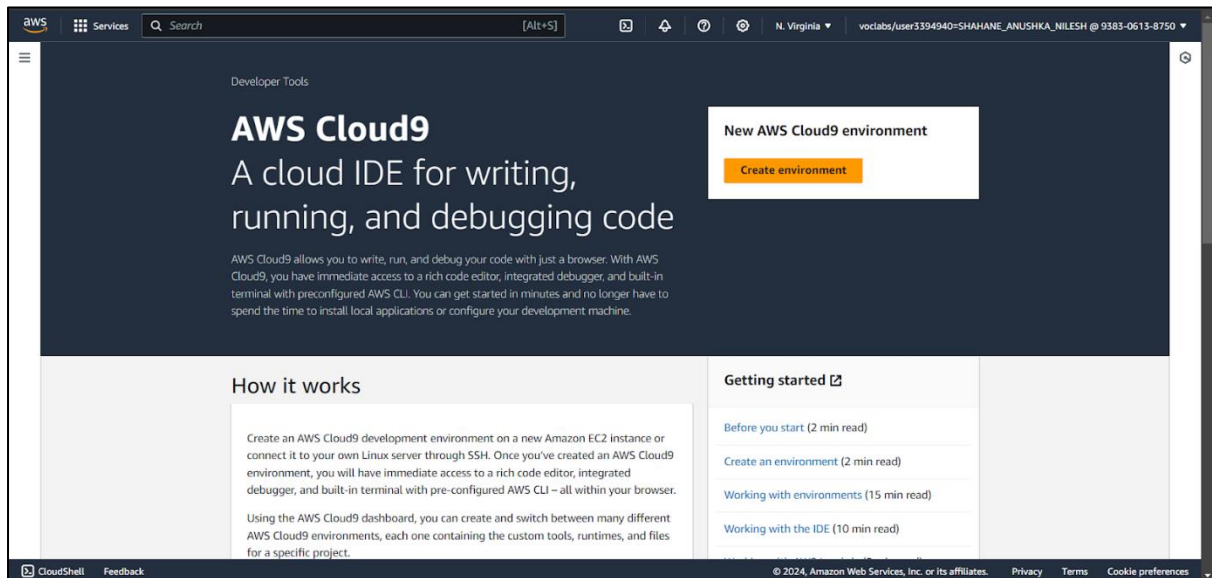 aws
Services
Search
[Alt+S]
N. Virginia
voclabs/user3394940=SHAHANE_ANUSHKA_NILESH @ 9383-0613-8750
Developer Tools
AWS Cloud9
A cloud IDE for writing,
running, and debugging code
AWS Cloud9 allows you to write, run, and debug your code with just a browser. With AWS
Cloud9, you have immediate access to a rich code editor, integrated debugger, and built-in
terminal with preconfigured AWS CLI. You can get started in minutes and no longer have to
spend the time to install local applications or configure your development machine.
New AWS Cloud9 environment
Create environment
How it works
Create an AWS Cloud9 development environment on a new Amazon EC2 instance or
connect it to your own Linux server through SSH. Once you've created an AWS Cloud9
environment, you will have immediate access to a rich code editor, integrated
debugger, and built-in terminal with pre-configured AWS CLI – all within your browser.
Using the AWS Cloud9 dashboard, you can create and switch between many different
AWS Cloud9 environments, each one containing the custom tools, runtimes, and files
for a specific project.
Getting started
Before you start (2 min read)
Create an environment (2 min read)
Working with environments (15 min read)
Working with the IDE (10 min read)
CloudShell
Feedback
© 2024, Amazon Web Services, Inc. or its affiliates.
Privacy
Terms
Cookie preferences